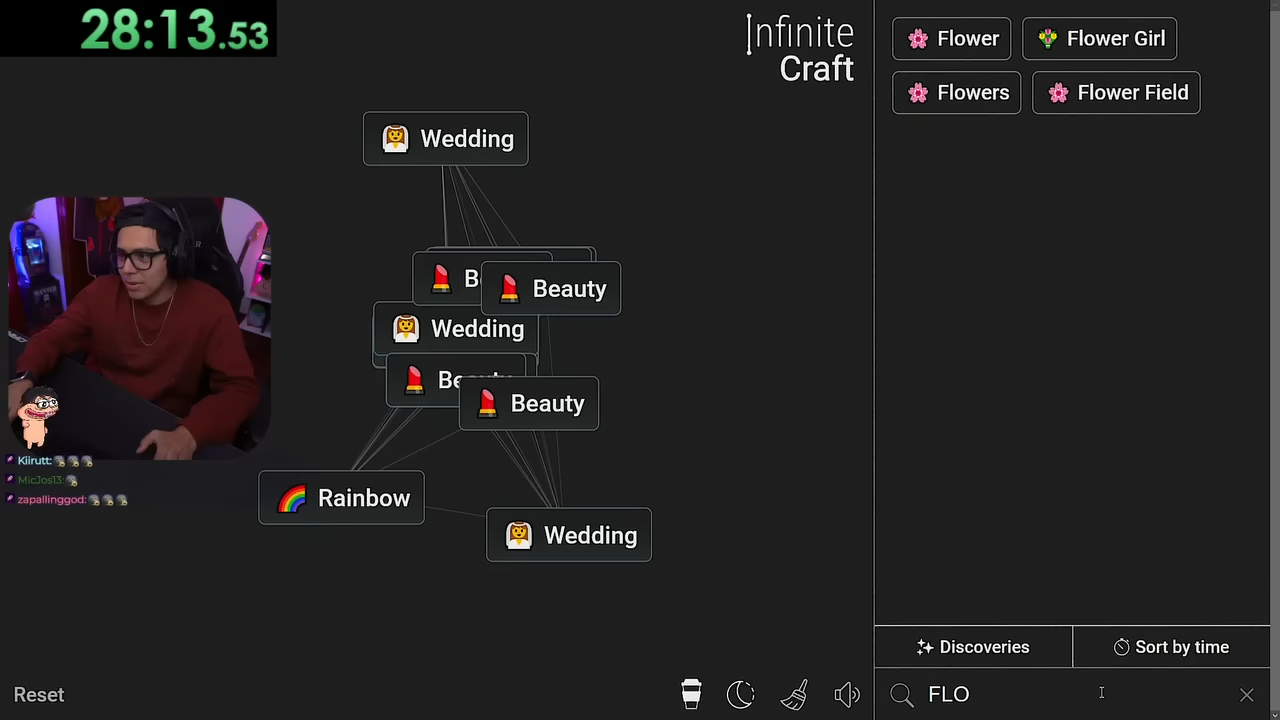 28:13.53
Infinite
Craft
Flower
Flower Girl
Flowers
Flower Field
Wedding
Beauty
Wedding
Beauty
Rainbow
Wedding
Kiirutt:
MicJos13:
zapallinggod:
Discoveries
Sort by time
Reset
FLO